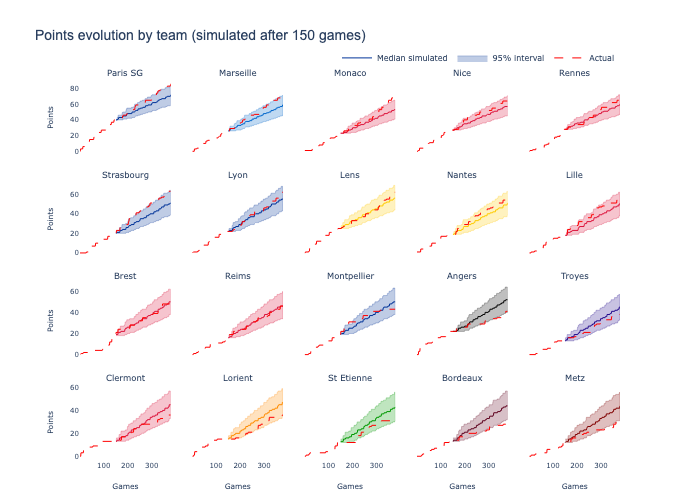 Points evolution by team (simulated after 150 games)
Median simulated 95% interval Actual
Paris SG Marseille Monaco Nice Rennes
80
60
40
20
0
Points
Strasbourg Lyon Lens Nantes Lille
60
40
20
0
Points
Brest Reims Montpellier Angers Troyes
60
40
20
0
Points
Clermont Lorient St Etienne Bordeaux Metz
60
40
20
0
Points
100 200 300 100 200 300 100 200 300 100 200 300 100 200 300
Games Games Games Games Games